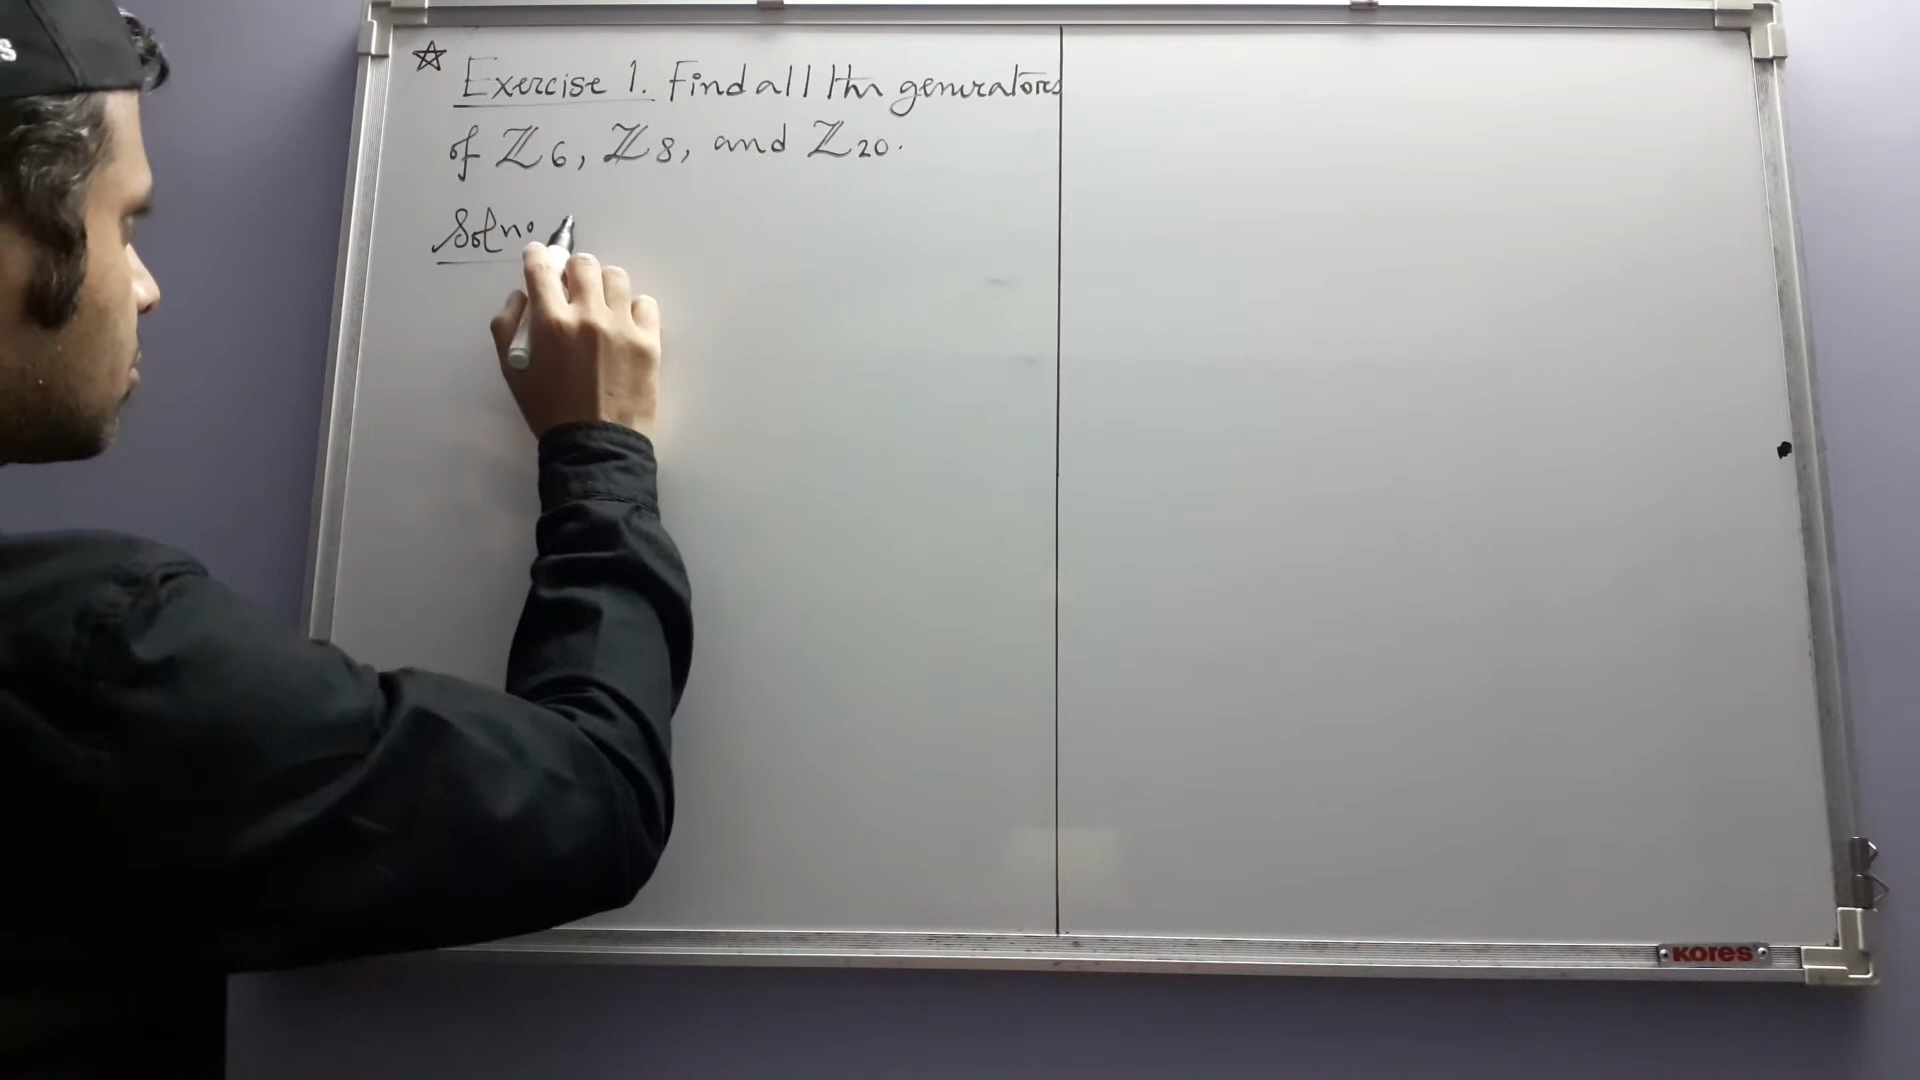 ☆ Exercise 1. Find all the generators
of ℤ6, ℤ8, and ℤ20.
Soln.
KORES
s